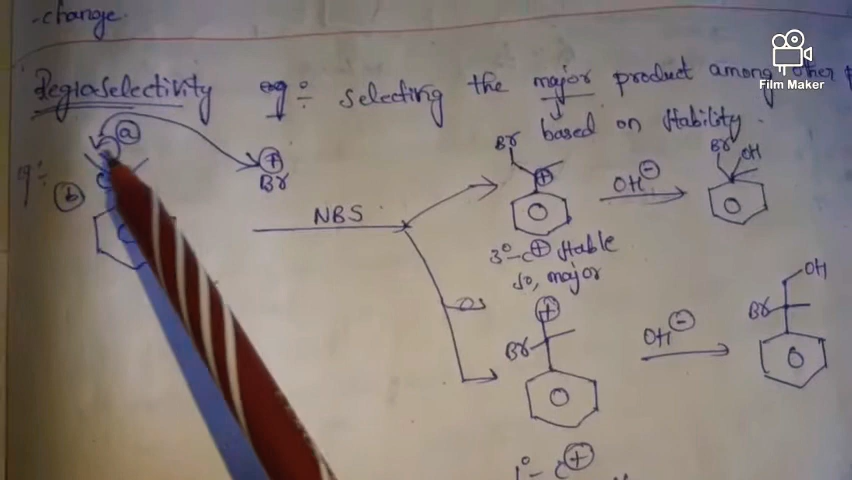 -change.
Film Maker
Regioselectivity eg:- selecting the major product among other
based on stability.
a
⊕
Br
b
NBS
Br
⊕
OH⊖
Br OH
3°-C⊕ stable
so, major
or
⊕
Br
OH⊖
OH
Br
1°-C⊕